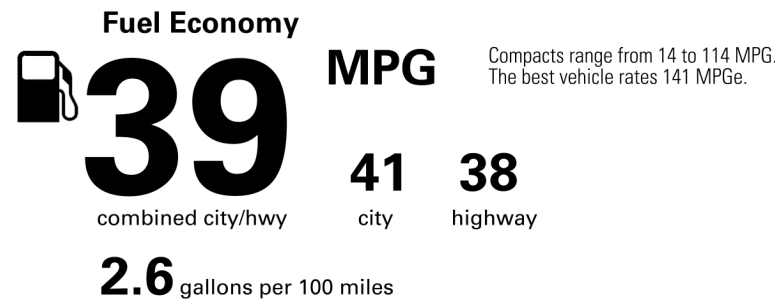 Fuel Economy
39
MPG
Compacts range from 14 to 114 MPG.
The best vehicle rates 141 MPGe.
combined city/hwy
41
city
38
highway
2.6 gallons per 100 miles